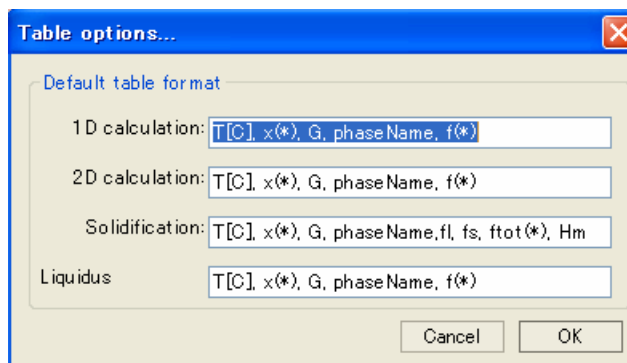 Table options...
Default table format
1D calculation: T[C], x(*), G, phaseName, f(*)
2D calculation: T[C], x(*), G, phaseName, f(*)
Solidification: T[C], x(*), G, phaseName,fl, fs, ftot(*), Hm
Liquidus T[C], x(*), G, phaseName, f(*)
Cancel OK